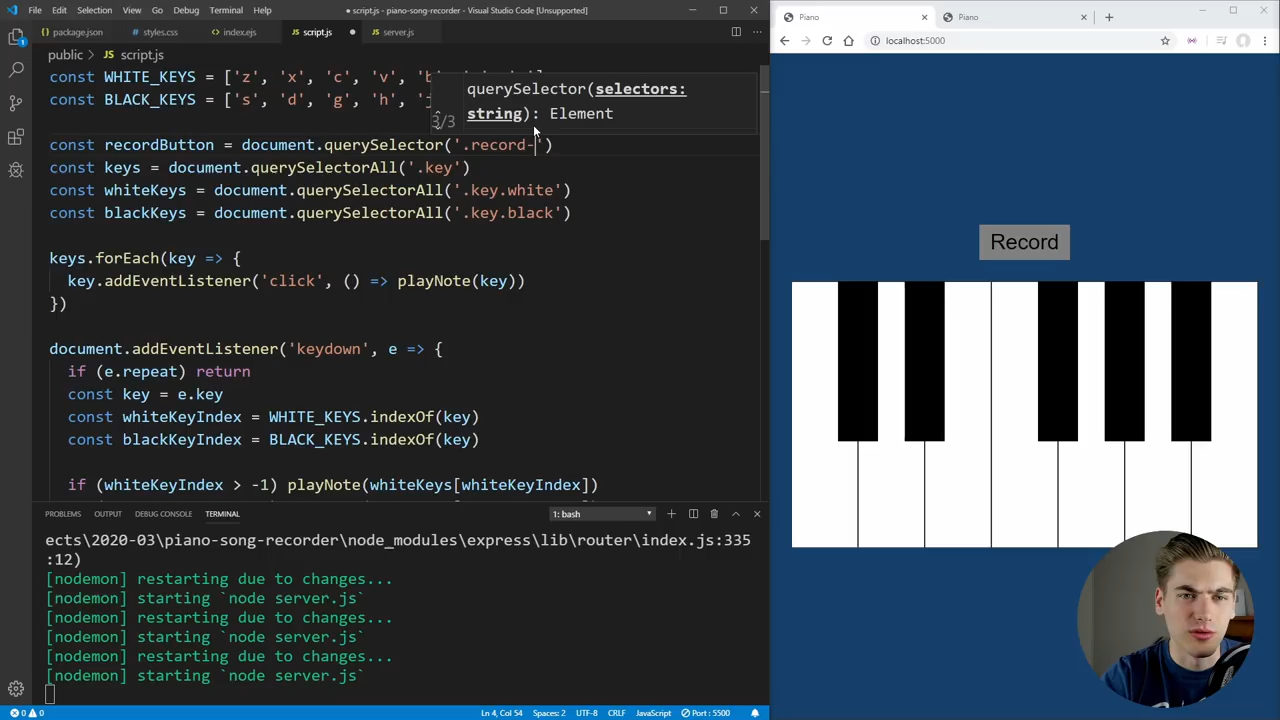 File Edit Selection View Go Debug Terminal Help ● script.js - piano-song-recorder - Visual Studio Code [Unsupported]
package.json styles.css index.ejs script.js server.js
public > script.js
const WHITE_KEYS = ['z', 'x', 'c', 'v', 'b
const BLACK_KEYS = ['s', 'd', 'g', 'h', 'j
querySelector(selectors:
string): Element
3/3
const recordButton = document.querySelector('.record-')
const keys = document.querySelectorAll('.key')
const whiteKeys = document.querySelectorAll('.key.white')
const blackKeys = document.querySelectorAll('.key.black')
keys.forEach(key => {
key.addEventListener('click', () => playNote(key))
})
document.addEventListener('keydown', e => {
if (e.repeat) return
const key = e.key
const whiteKeyIndex = WHITE_KEYS.indexOf(key)
const blackKeyIndex = BLACK_KEYS.indexOf(key)
if (whiteKeyIndex > -1) playNote(whiteKeys[whiteKeyIndex])
PROBLEMS OUTPUT DEBUG CONSOLE TERMINAL 1: bash
ects\2020-03\piano-song-recorder\node_modules\express\lib\router\index.js:335
:12)
[nodemon] restarting due to changes...
[nodemon] starting `node server.js`
[nodemon] restarting due to changes...
[nodemon] starting `node server.js`
[nodemon] restarting due to changes...
[nodemon] starting `node server.js`
0 0 Ln 4, Col 54 Spaces: 2 UTF-8 CRLF JavaScript Port : 5500
Piano Piano
localhost:5000
Record